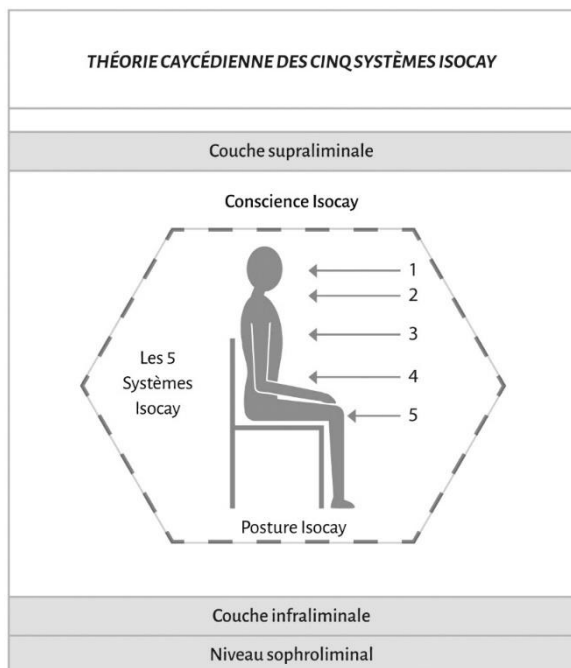 THÉORIE CAYCÉDIENNE DES CINQ SYSTÈMES ISOCAY
Couche supraliminale
Conscience Isocay
1
2
3
4
5
Les 5
Systèmes
Isocay
Posture Isocay
Couche infraliminale
Niveau sophroliminal